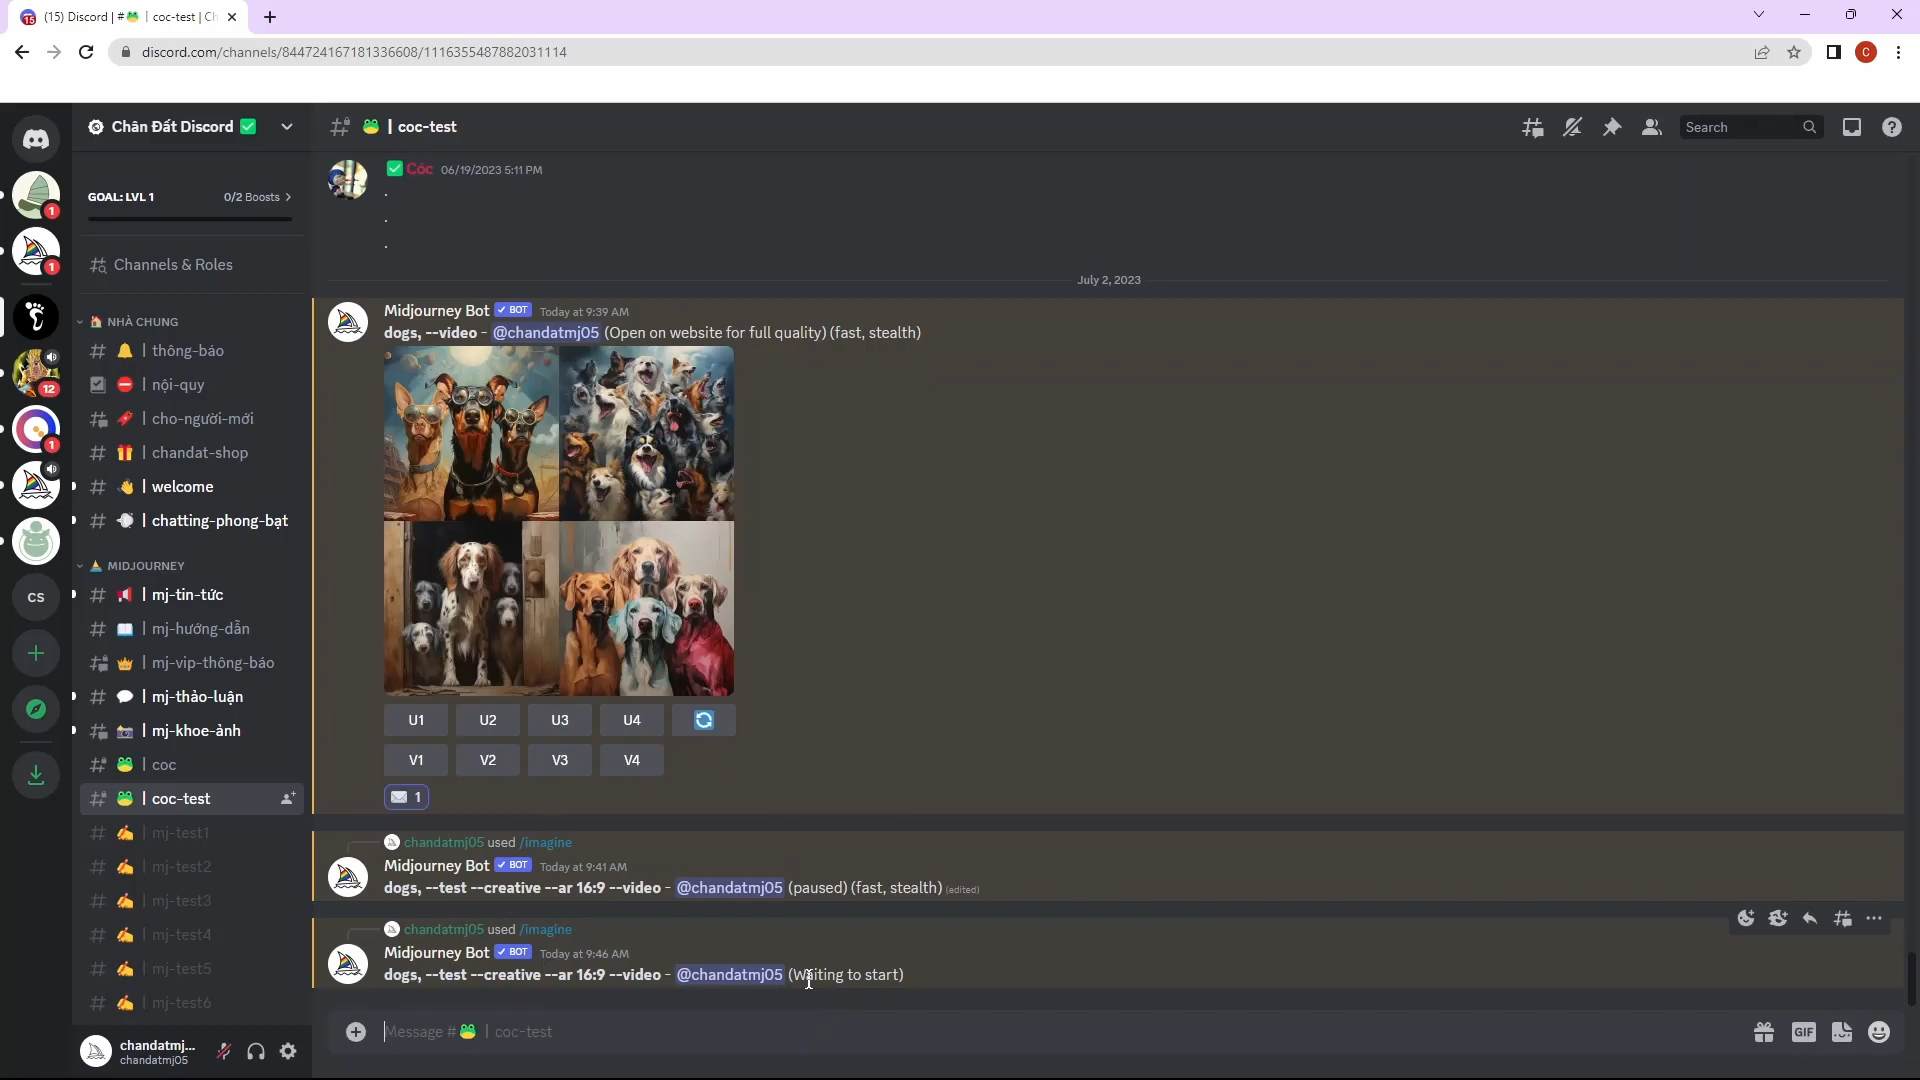 (15) Discord | #🐸 | coc-test | Ch
discord.com/channels/844724167181336608/1116355487882031114
C
Chân Đất Discord ✅
🐸 | coc-test
Search
GOAL: LVL 1
0/2 Boosts >
Channels & Roles
🏠 NHÀ CHUNG
# 🔔 | thông-báo
⛔ | nội-quy
cho-người-mới
# 🎁 | chandat-shop
# 👋 | welcome
# | chatting-phong-bạt
⛵ MIDJOURNEY
# 📢 | mj-tin-tức
# 📖 | mj-hướng-dẫn
# 👑 | mj-vip-thông-báo
# 💬 | mj-thảo-luận
# 📸 | mj-khoe-ảnh
# 🐸 | coc
# 🐸 | coc-test
# ✍ | mj-test1
# ✍ | mj-test2
# ✍ | mj-test3
# ✍ | mj-test4
# ✍ | mj-test5
# ✍ | mj-test6
1
1
12
1
CS
chandatmj...
chandatmj05
✅ Cóc 06/19/2023 5:11 PM
.
.
.
July 2, 2023
Midjourney Bot ✓ BOT Today at 9:39 AM
dogs, --video - @chandatmj05 (Open on website for full quality) (fast, stealth)
U1 U2 U3 U4
V1 V2 V3 V4
✉ 1
chandatmj05 used /imagine
Midjourney Bot ✓ BOT Today at 9:41 AM
dogs, --test --creative --ar 16:9 --video - @chandatmj05 (paused) (fast, stealth) (edited)
chandatmj05 used /imagine
Midjourney Bot ✓ BOT Today at 9:46 AM
dogs, --test --creative --ar 16:9 --video - @chandatmj05 (Waiting to start)
Message #🐸 | coc-test
GIF